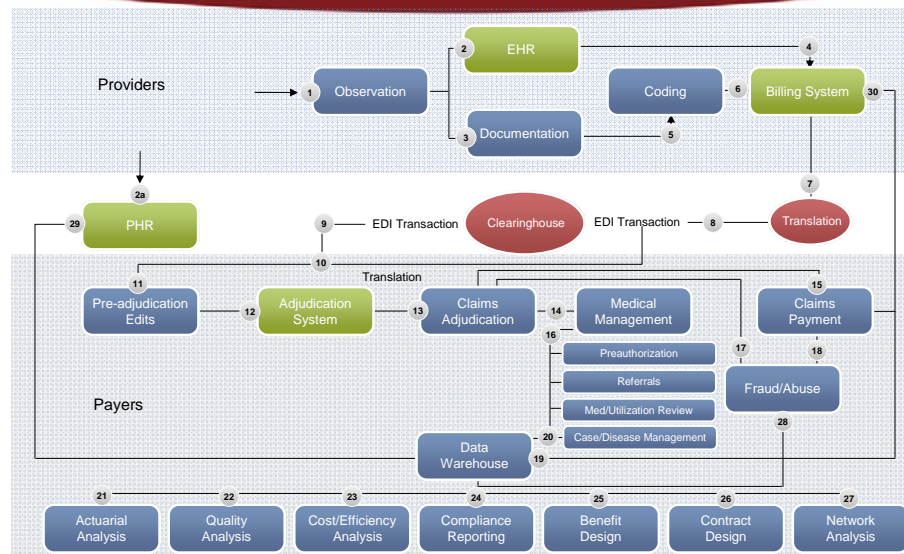 2
EHR
4
Providers
1
Observation
Coding
6
Billing System
30
3
Documentation
5
2a
7
29
PHR
9
EDI Transaction
Clearinghouse
EDI Transaction
8
Translation
10
Translation
11
15
Pre-adjudication
Edits
12
Adjudication
System
13
Claims
Adjudication
14
Medical
Management
Claims
Payment
16
17
18
Preauthorization
Referrals
Fraud/Abuse
Payers
Med/Utilization Review
28
20
Case/Disease Management
Data
Warehouse
19
21
22
23
24
25
26
27
Actuarial
Analysis
Quality
Analysis
Cost/Efficiency
Analysis
Compliance
Reporting
Benefit
Design
Contract
Design
Network
Analysis